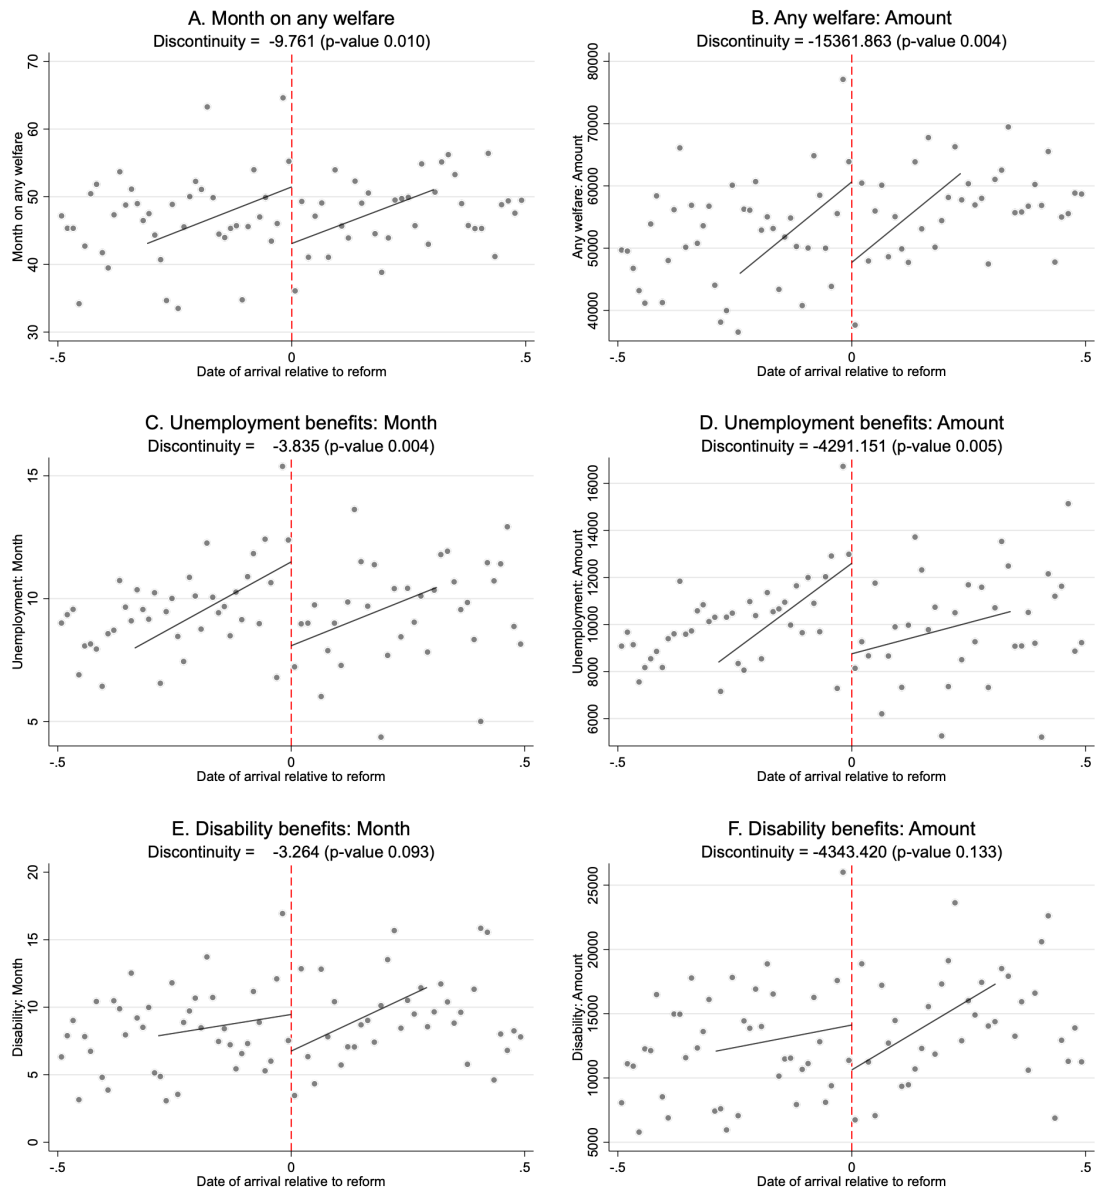 A. Month on any welfare
Discontinuity = -9.761 (p-value 0.010)
Month on any welfare
70
60
50
40
30
-.5 0 .5
Date of arrival relative to reform
B. Any welfare: Amount
Discontinuity = -15361.863 (p-value 0.004)
Any welfare: Amount
80000
70000
60000
50000
40000
-.5 0 .5
Date of arrival relative to reform
C. Unemployment benefits: Month
Discontinuity = -3.835 (p-value 0.004)
Unemployment: Month
15
10
5
-.5 0 .5
Date of arrival relative to reform
D. Unemployment benefits: Amount
Discontinuity = -4291.151 (p-value 0.005)
Unemployment: Amount
16000
14000
12000
10000
8000
6000
-.5 0 .5
Date of arrival relative to reform
E. Disability benefits: Month
Discontinuity = -3.264 (p-value 0.093)
Disability: Month
20
15
10
5
0
-.5 0 .5
Date of arrival relative to reform
F. Disability benefits: Amount
Discontinuity = -4343.420 (p-value 0.133)
Disability: Amount
25000
20000
15000
10000
5000
-.5 0 .5
Date of arrival relative to reform